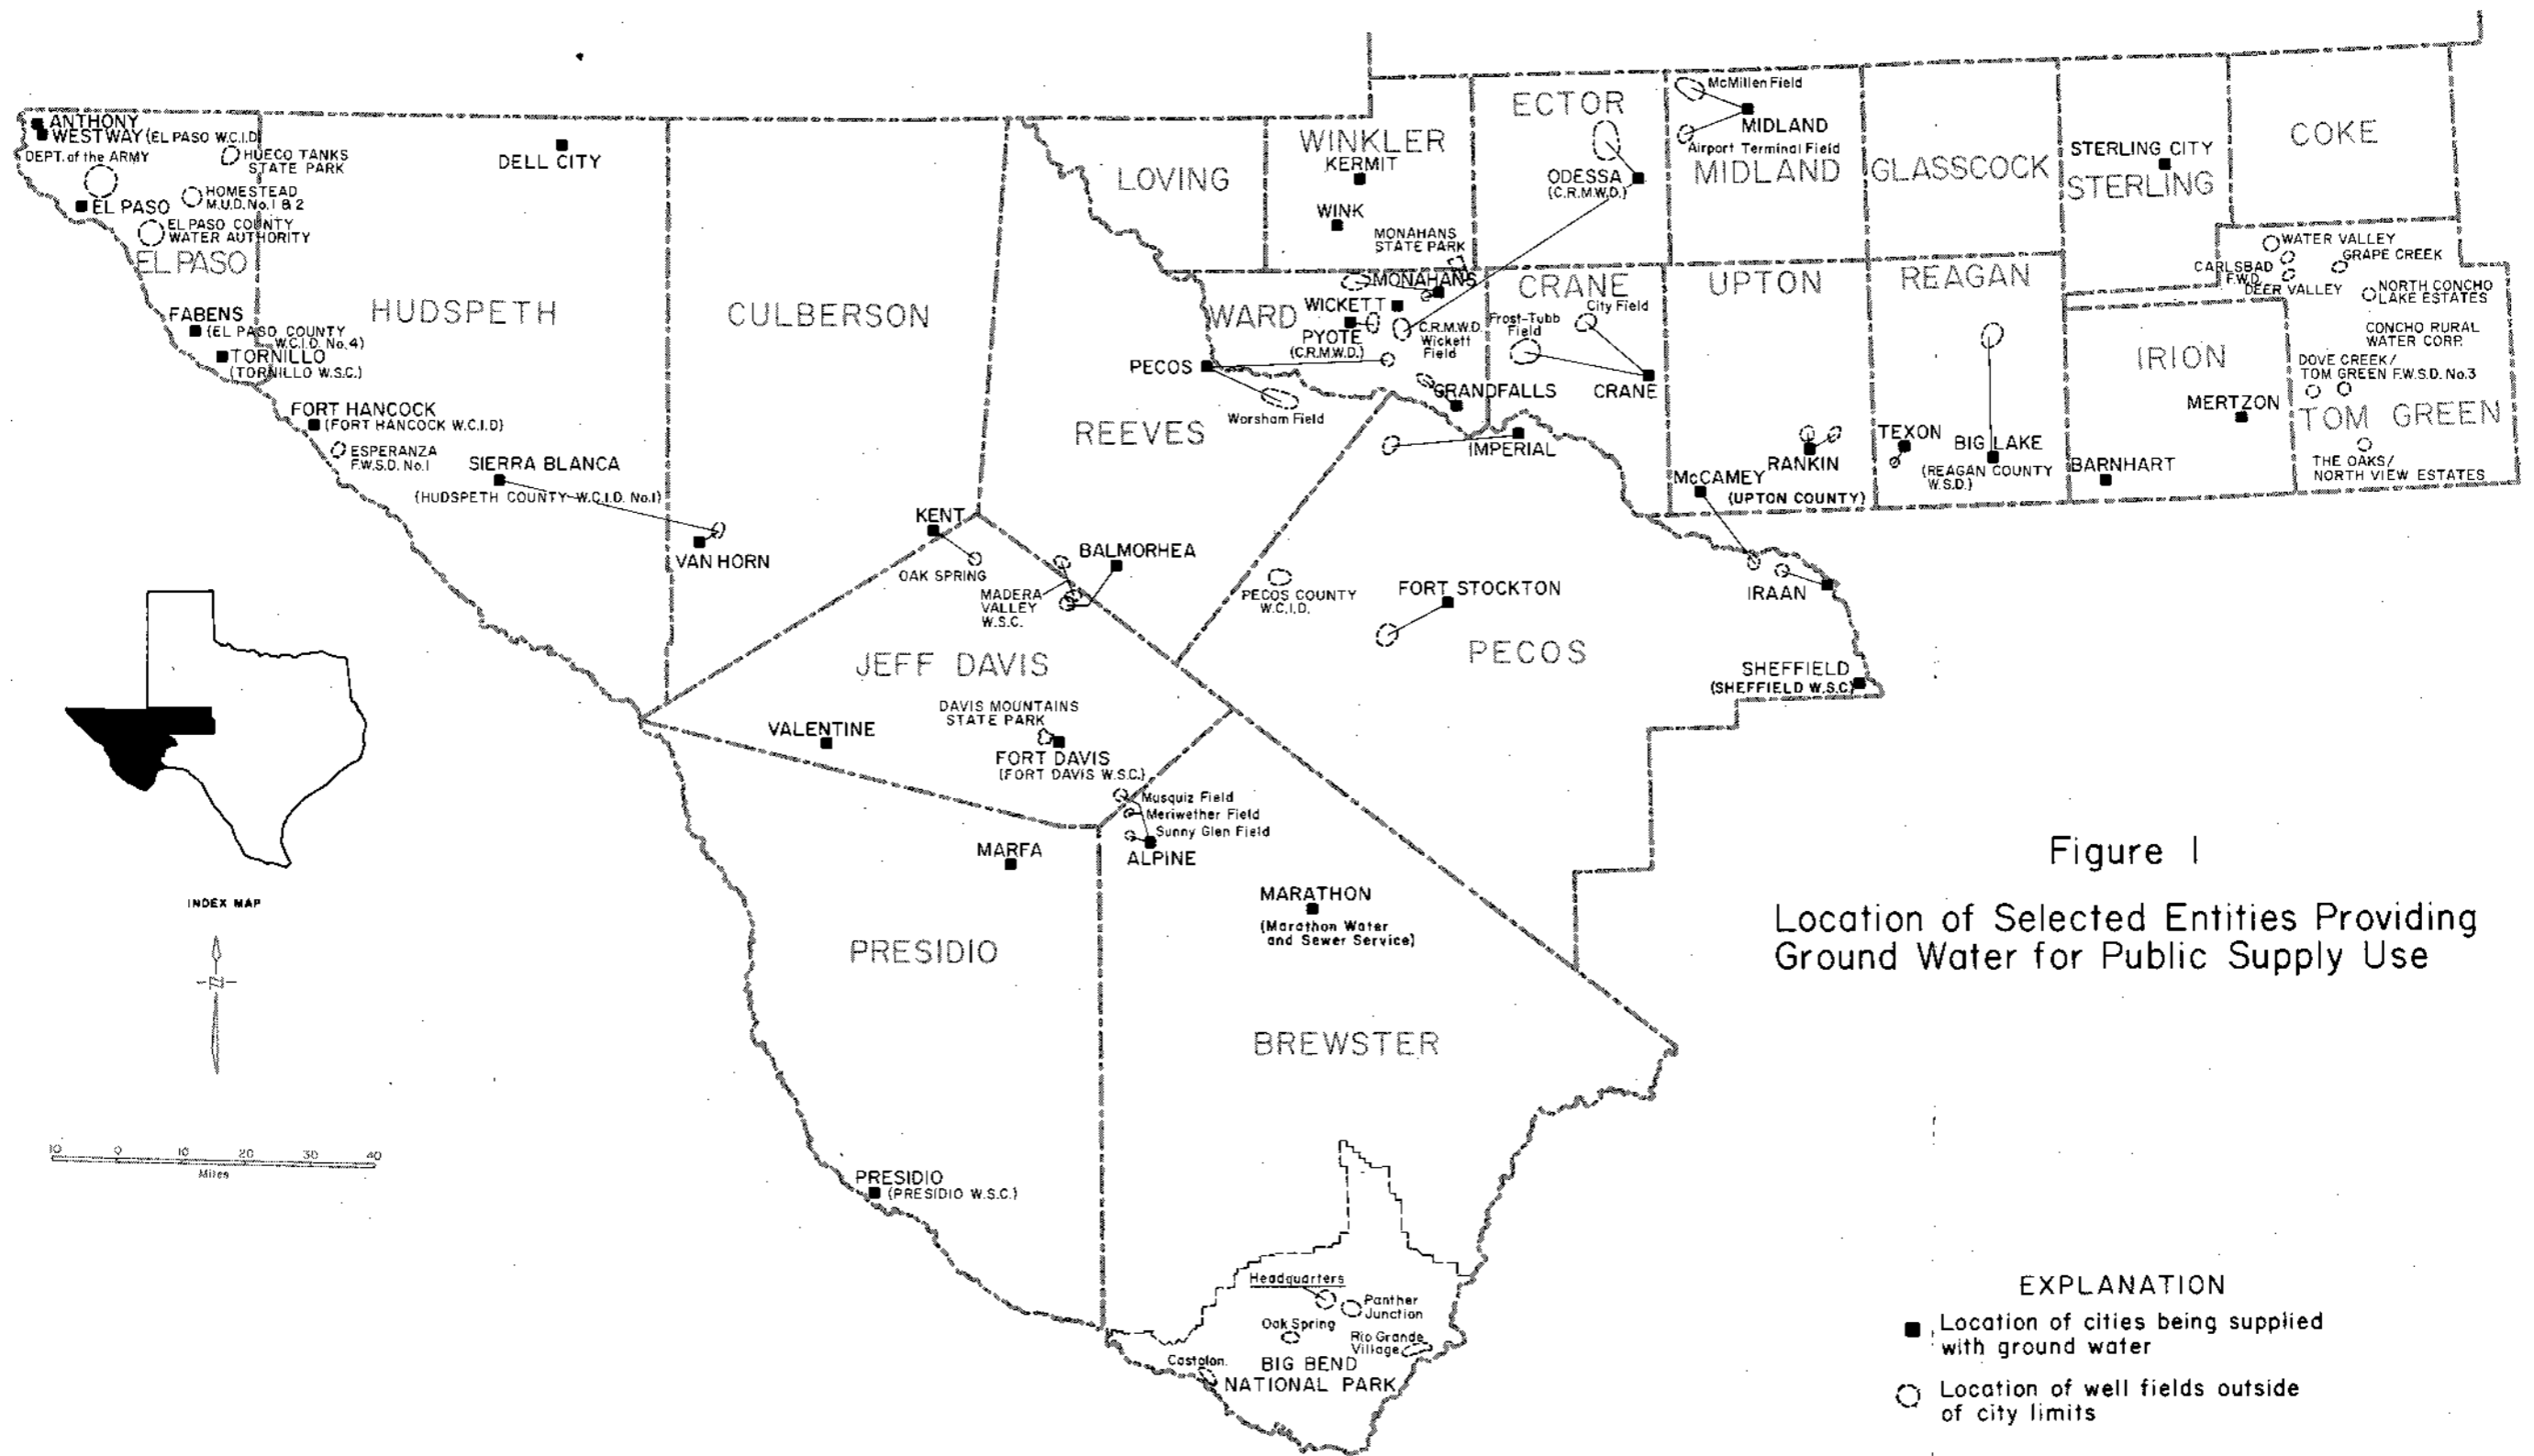 ANTHONY
WESTWAY (EL PASO W.C.I.D.
DEPT. of the ARMY
HUECO TANKS
STATE PARK
HOMESTEAD
M.U.D. No. 1 & 2
EL PASO
EL PASO COUNTY
WATER AUTHORITY
EL PASO
FABENS
(EL PASO COUNTY
W.C.I.D. No. 4)
TORNILLO
(TORNILLO W.S.C.)
DELL CITY
HUDSPETH
FORT HANCOCK
(FORT HANCOCK W.C.I.D)
ESPERANZA
F.W.S.D. No. 1
SIERRA BLANCA
(HUDSPETH COUNTY W.C.I.D. No. 1)
CULBERSON
VAN HORN
KENT
OAK SPRING
LOVING
WINKLER
KERMIT
WINK
MONAHANS
STATE PARK
MONAHANS
WICKETT
WARD
PYOTE
(C.R.M.W.D.)
C.R.M.W.D.
Wickett
Field
PECOS
Worsham Field
GRANDFALLS
REEVES
IMPERIAL
BALMORHEA
MADERA
VALLEY
W.S.C.
ECTOR
ODESSA
(C.R.M.W.D.)
McMillen Field
MIDLAND
Airport Terminal Field
MIDLAND
GLASSCOCK
STERLING CITY
STERLING
COKE
CRANE
City Field
Frost-Tubb
Field
CRANE
UPTON
RANKIN
McCAMEY
(UPTON COUNTY)
REAGAN
TEXON
BIG LAKE
(REAGAN COUNTY
W.S.D.)
BARNHART
IRION
MERTZON
WATER VALLEY
GRAPE CREEK
CARLSBAD
F.W.D.
DEER VALLEY
NORTH CONCHO
LAKE ESTATES
CONCHO RURAL
WATER CORP.
DOVE CREEK/
TOM GREEN F.W.S.D. No. 3
TOM GREEN
THE OAKS/
NORTH VIEW ESTATES
PECOS COUNTY
W.C.I.D.
FORT STOCKTON
IRAAN
PECOS
SHEFFIELD
(SHEFFIELD W.S.C)
JEFF DAVIS
DAVIS MOUNTAINS
STATE PARK
VALENTINE
FORT DAVIS
(FORT DAVIS W.S.C.)
Musquiz Field
Meriwether Field
Sunny Glen Field
ALPINE
MARFA
MARATHON
(Marathon Water
and Sewer Service)
PRESIDIO
BREWSTER
PRESIDIO
(PRESIDIO W.S.C.)
Headquarters
Panther
Junction
Oak Spring
Rio Grande
Village
Castolon
BIG BEND
NATIONAL PARK
INDEX MAP
N
10 0 10 20 30 40
Miles
Figure 1
Location of Selected Entities Providing
Ground Water for Public Supply Use
EXPLANATION
Location of cities being supplied
with ground water
Location of well fields outside
of city limits